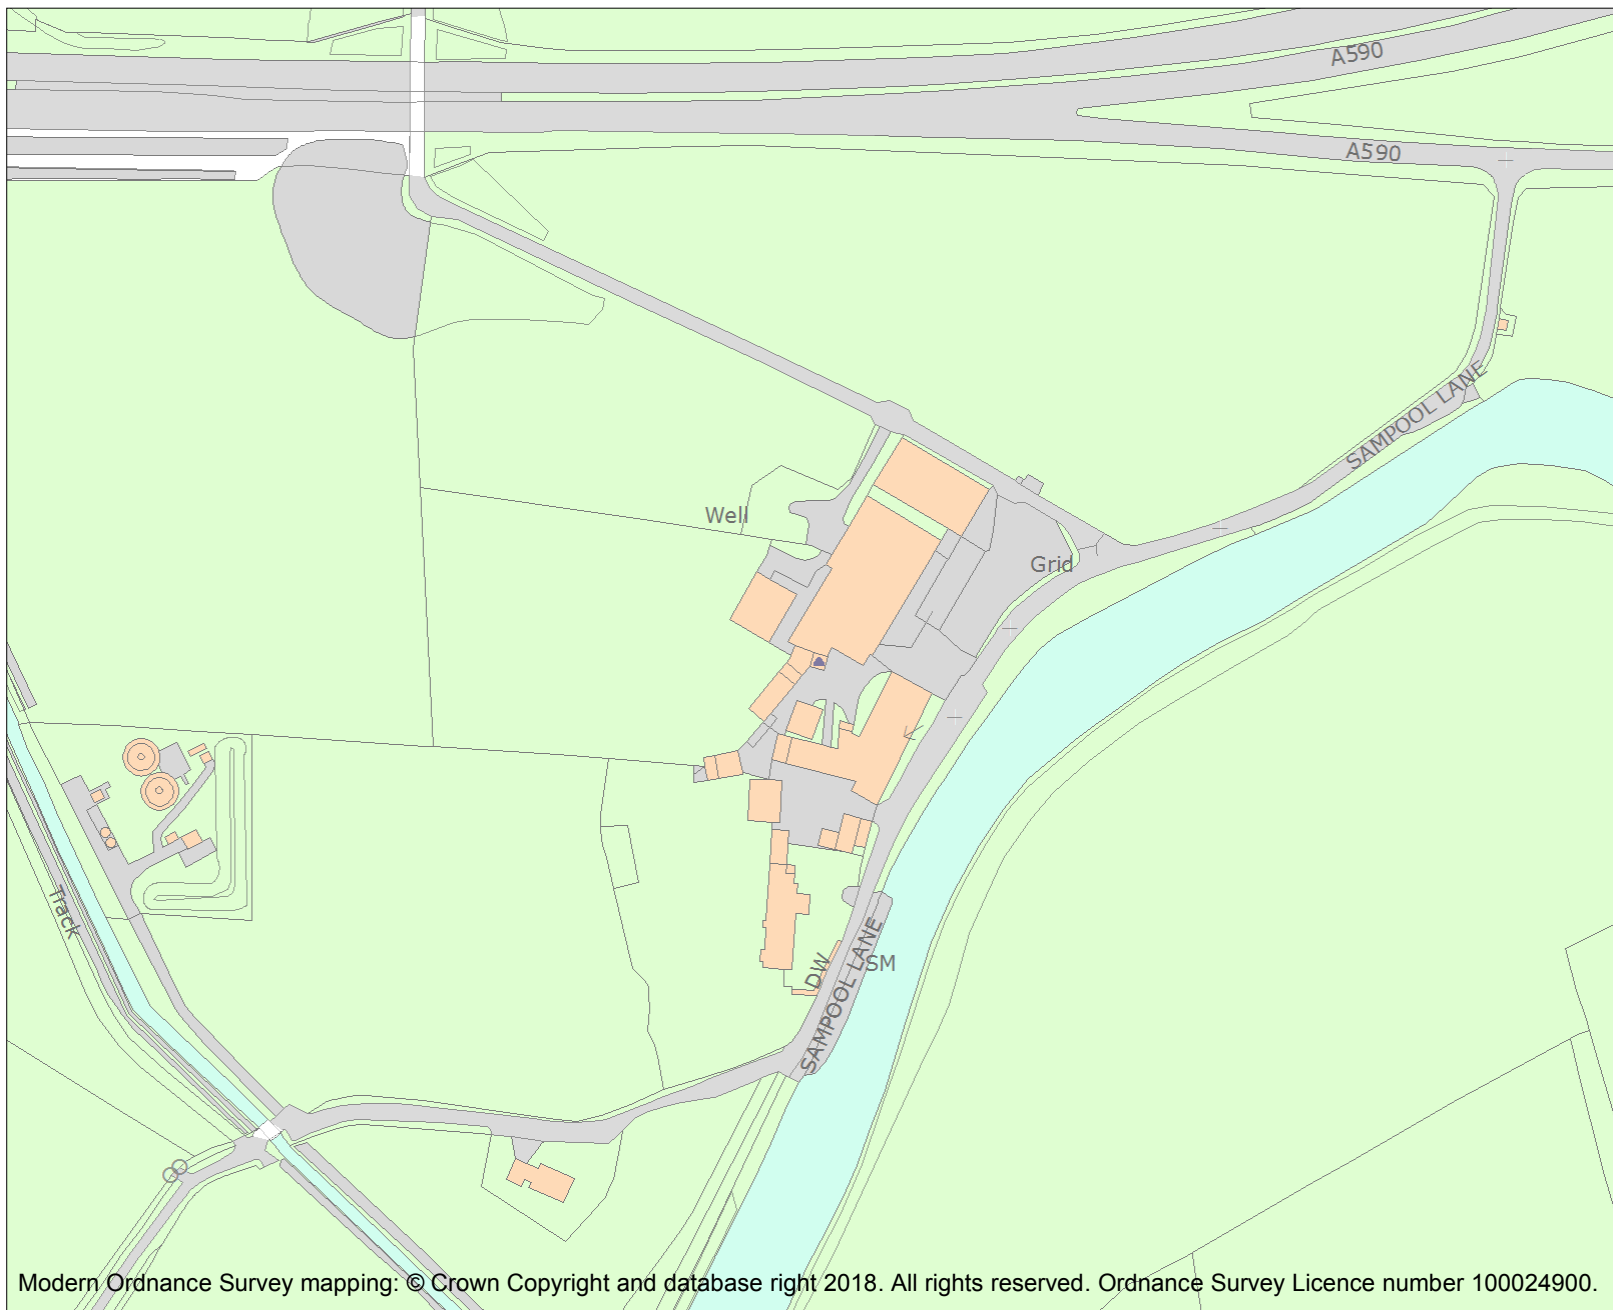 A590
A590
SAMPOOL LANE
Well
Grid
Track
DW
SM
SAMPOOL LANE
Modern Ordnance Survey mapping: © Crown Copyright and database right 2018. All rights reserved. Ordnance Survey Licence number 100024900.